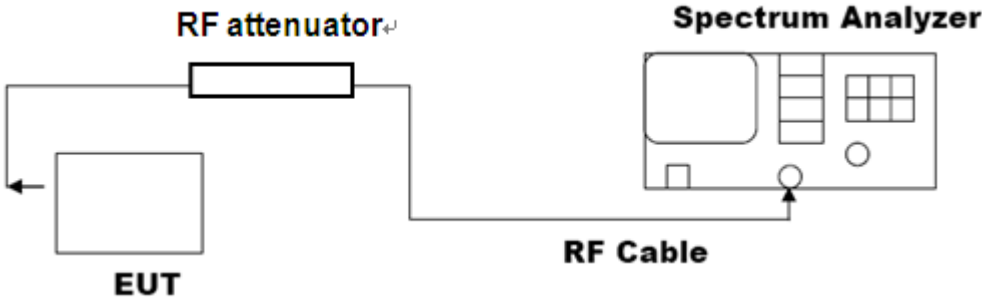 RF attenuator↵
Spectrum Analyzer
RF Cable
EUT